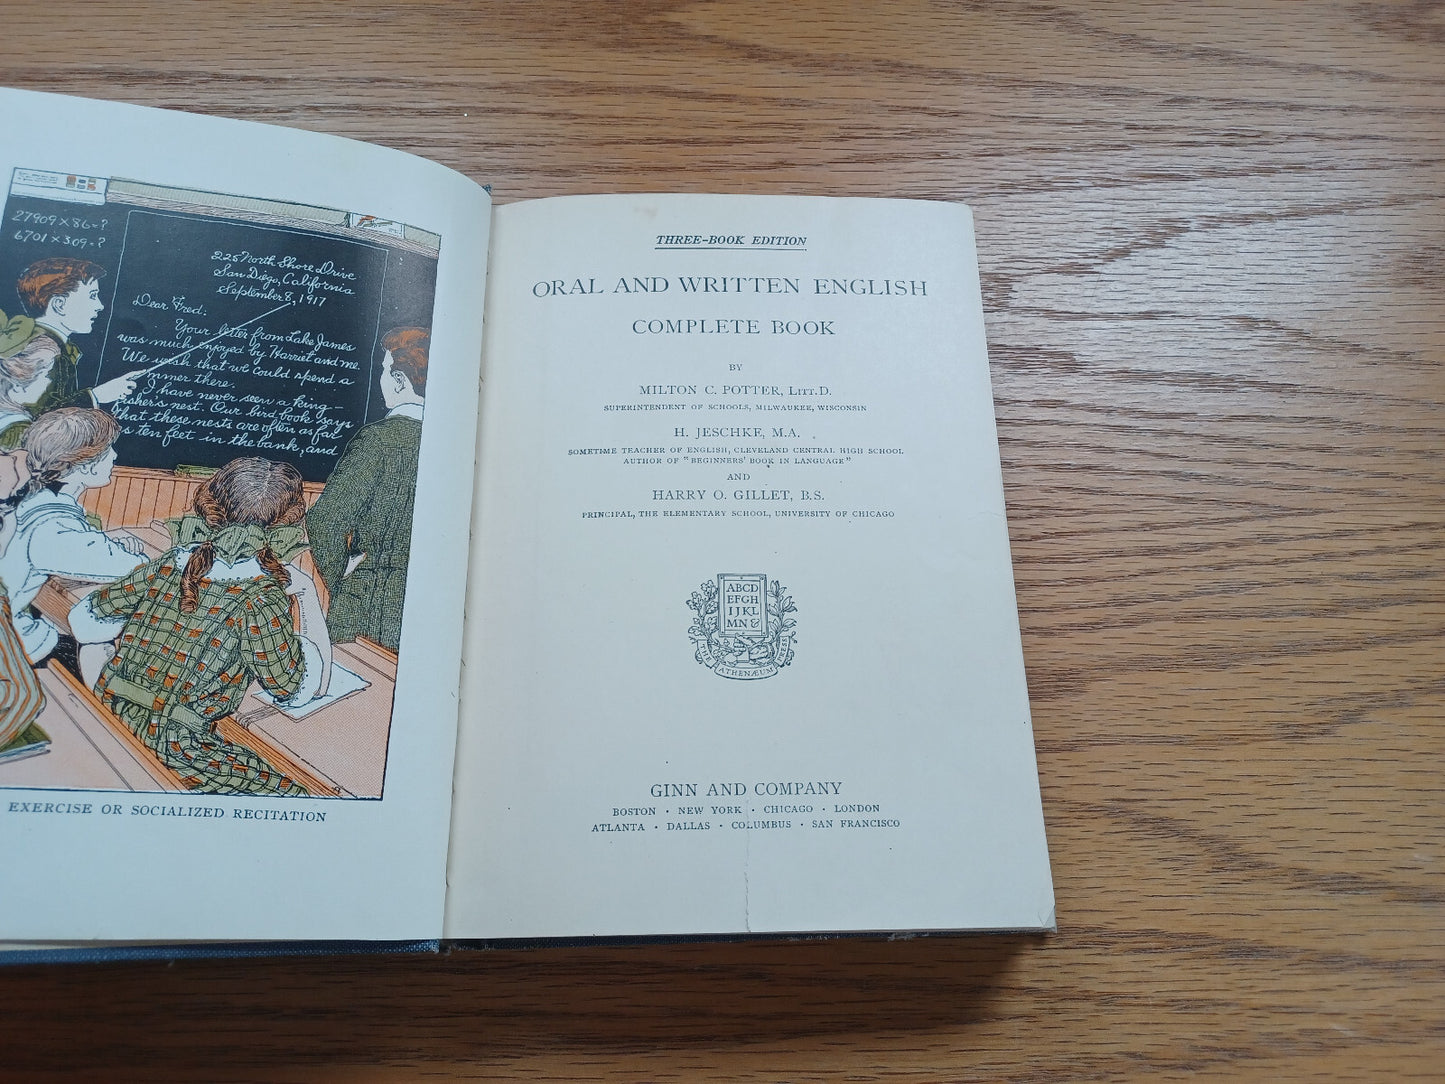 27909 X 86 = ?
6701 X 309 = ?
225 North Shore Drive
San Diego, California
September 8, 1917
Dear Fred:
Your letter from Lake James
was much enjoyed by Harriet and me.
We wish that we could spend a
mmer there.
I have never seen a king-
isher's nest. Our bird book says
that these nests are often as far
s ten feet in the bank, and
EXERCISE OR SOCIALIZED RECITATION
THREE-BOOK EDITION
ORAL AND WRITTEN ENGLISH
COMPLETE BOOK
BY
MILTON C. POTTER, LITT.D.
SUPERINTENDENT OF SCHOOLS, MILWAUKEE, WISCONSIN
H. JESCHKE, M.A.
SOMETIME TEACHER OF ENGLISH, CLEVELAND CENTRAL HIGH SCHOOL
AUTHOR OF "BEGINNERS' BOOK IN LANGUAGE"
AND
HARRY O. GILLET, B.S.
PRINCIPAL, THE ELEMENTARY SCHOOL, UNIVERSITY OF CHICAGO
ABCD
EFGH
IJKL
MN &
THE ATHENÆUM PRESS
GINN AND COMPANY
BOSTON · NEW YORK · CHICAGO · LONDON
ATLANTA · DALLAS · COLUMBUS · SAN FRANCISCO